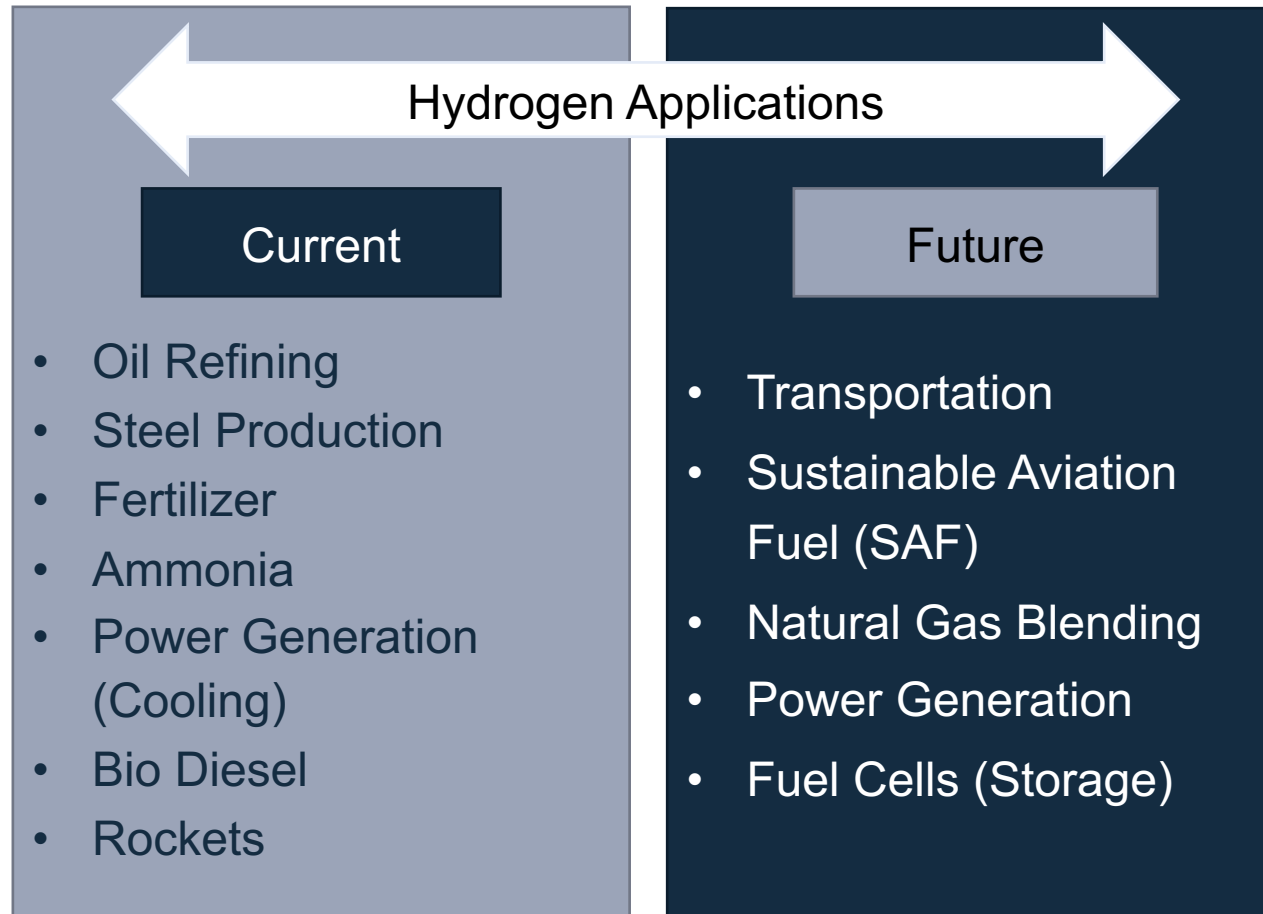 Hydrogen Applications
Current
• Oil Refining
• Steel Production
• Fertilizer
• Ammonia
• Power Generation
(Cooling)
• Bio Diesel
• Rockets
Future
• Transportation
• Sustainable Aviation
Fuel (SAF)
• Natural Gas Blending
• Power Generation
• Fuel Cells (Storage)